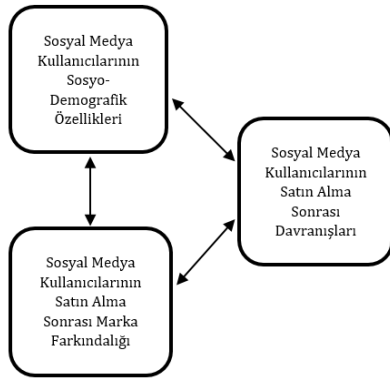 Sosyal Medya
Kullanıcılarının
Sosyo-
Demografik
Özellikleri
Sosyal Medya
Kullanıcılarının
Satın Alma
Sonrası
Davranışları
Sosyal Medya
Kullanıcılarının
Satın Alma
Sonrası Marka
Farkındalığı